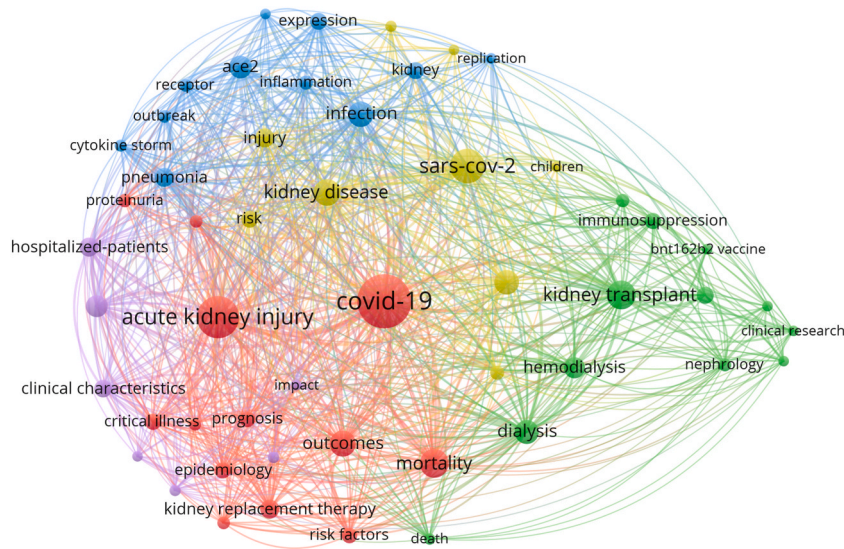 expression
replication
ace2
kidney
receptor
inflammation
outbreak
infection
injury
cytokine storm
sars-cov-2
children
pneumonia
kidney disease
proteinuria
risk
immunosuppression
hospitalized-patients
bnt162b2 vaccine
covid-19
kidney transplant
acute kidney injury
clinical research
hemodialysis
nephrology
clinical characteristics
impact
critical illness
prognosis
dialysis
outcomes
mortality
epidemiology
kidney replacement therapy
risk factors
death